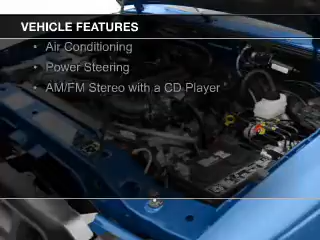 VEHICLE FEATURES
• Air Conditioning
• Power Steering
• AM/FM Stereo with a CD Player